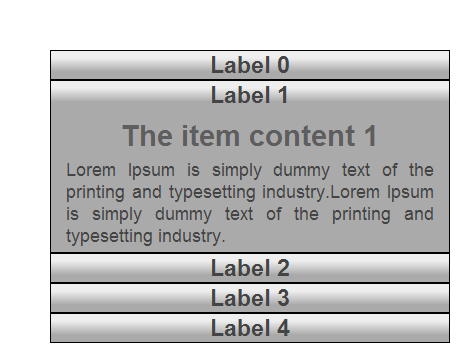 Label 0
Label 1
The item content 1
Lorem Ipsum is simply dummy text of the
printing and typesetting industry.Lorem Ipsum
is simply dummy text of the printing and
typesetting industry.
Label 2
Label 3
Label 4